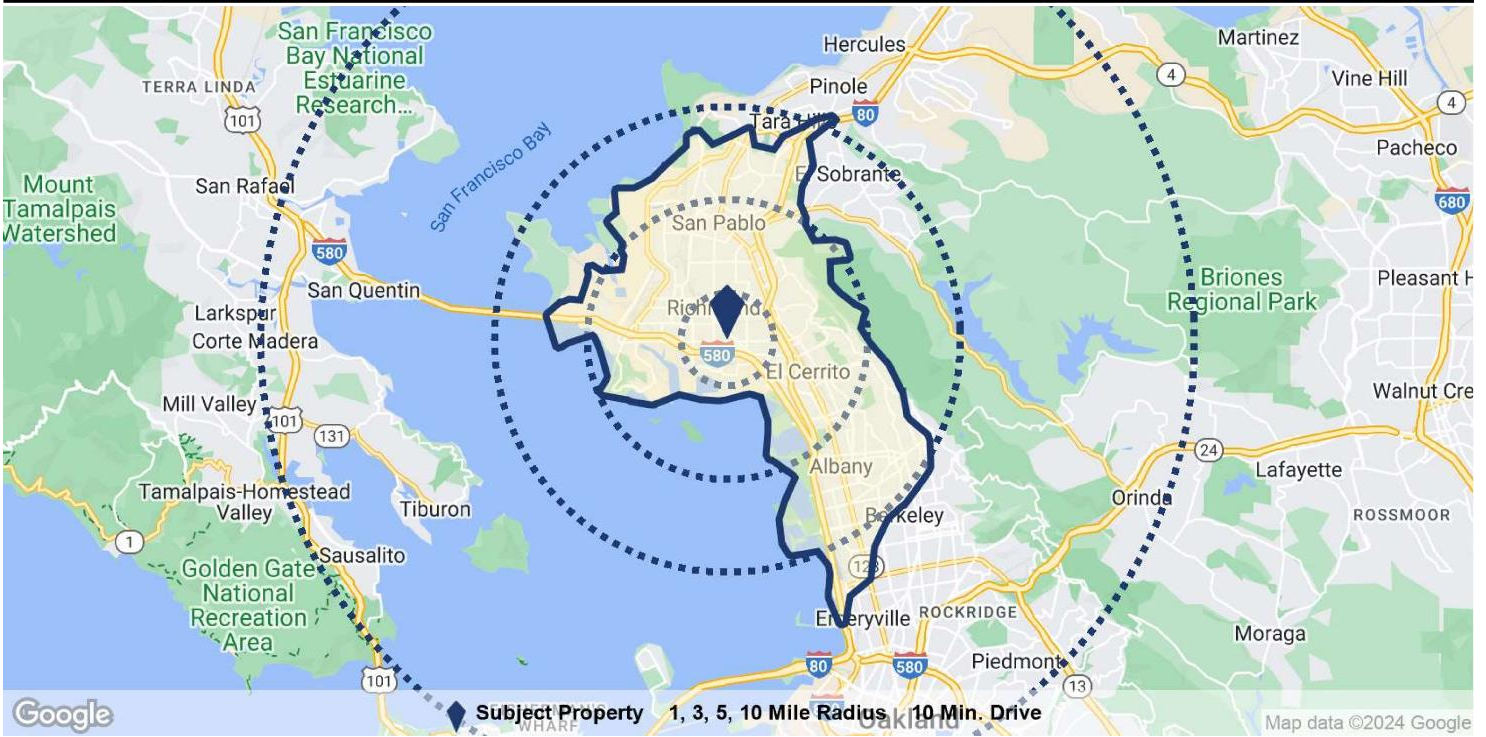 San Francisco
Bay National
Estuarine
Research...
Hercules
Martinez
TERRA LINDA
Pinole
4
Vine Hill
101
80
4
Tara Hills
Pacheco
San Francisco Bay
Mount
Tamalpais
Watershed
San Rafael
El Sobrante
680
San Pablo
580
San Quentin
Briones
Regional Park
Pleasant H
Larkspur
Richmond
Corte Madera
580
El Cerrito
Mill Valley
101
131
Walnut Cre
24
Albany
Lafayette
Tamalpais-Homestead
Valley
Tiburon
Orinda
Berkeley
ROSSMOOR
1
Sausalito
123
Golden Gate
National
Recreation
Area
Emeryville
ROCKRIDGE
Moraga
80
580
Piedmont
101
13
Google
Subject Property 1, 3, 5, 10 Mile Radius 10 Min. Drive
WHARF
Oakland
Map data ©2024 Google